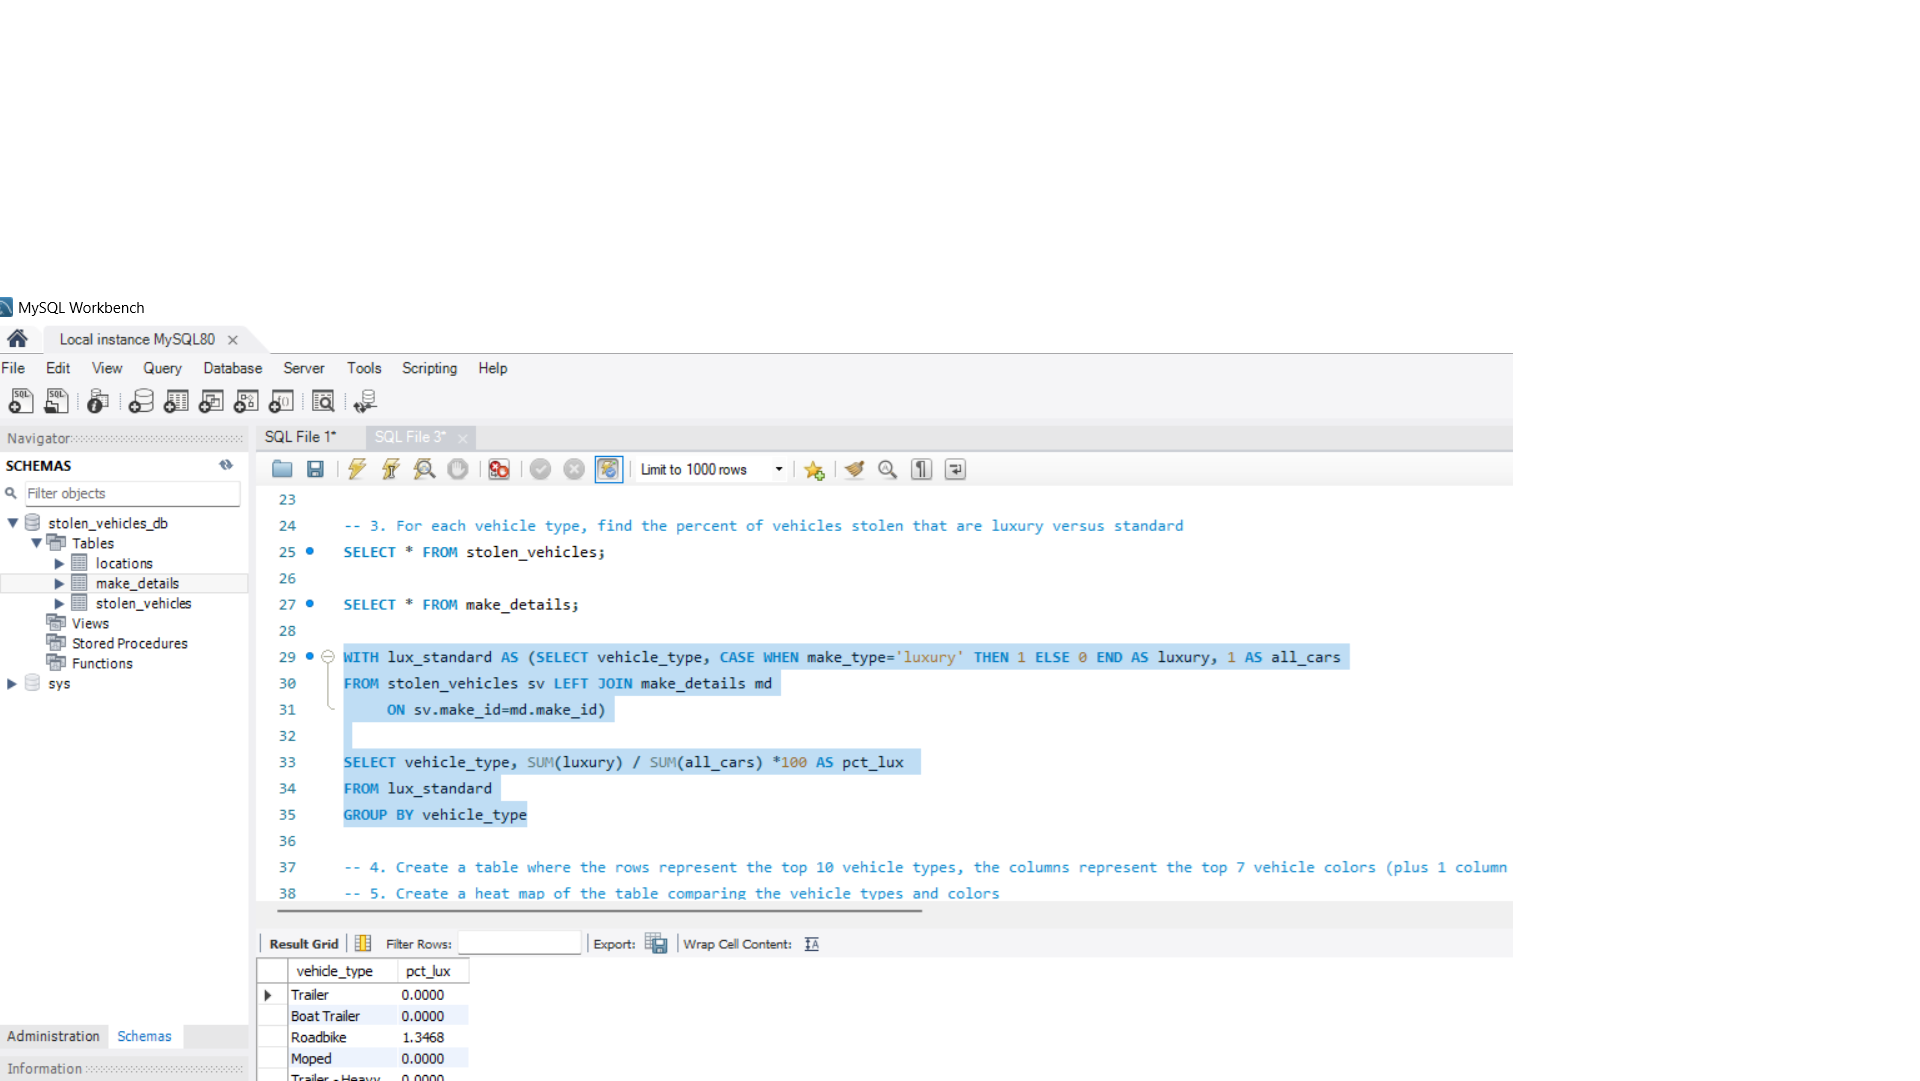 MySQL Workbench
Local instance MySQL80
File Edit View Query Database Server Tools Scripting Help
Navigator
SCHEMAS
Filter objects
stolen_vehicles_db
Tables
locations
make_details
stolen_vehicles
Views
Stored Procedures
Functions
sys
Administration Schemas
Information
SQL File 1* SQL File 3*
Limit to 1000 rows
23
24 -- 3. For each vehicle type, find the percent of vehicles stolen that are luxury versus standard
25 SELECT * FROM stolen_vehicles;
26
27 SELECT * FROM make_details;
28
29 WITH lux_standard AS (SELECT vehicle_type, CASE WHEN make_type='luxury' THEN 1 ELSE 0 END AS luxury, 1 AS all_cars
30 FROM stolen_vehicles sv LEFT JOIN make_details md
31 ON sv.make_id=md.make_id)
32
33 SELECT vehicle_type, SUM(luxury) / SUM(all_cars) *100 AS pct_lux
34 FROM lux_standard
35 GROUP BY vehicle_type
36
37 -- 4. Create a table where the rows represent the top 10 vehicle types, the columns represent the top 7 vehicle colors (plus 1 column
38 -- 5. Create a heat map of the table comparing the vehicle types and colors
Result Grid Filter Rows: Export: Wrap Cell Content:
vehicle_type pct_lux
Trailer 0.0000
Boat Trailer 0.0000
Roadbike 1.3468
Moped 0.0000
Trailer - Heavy 0.0000